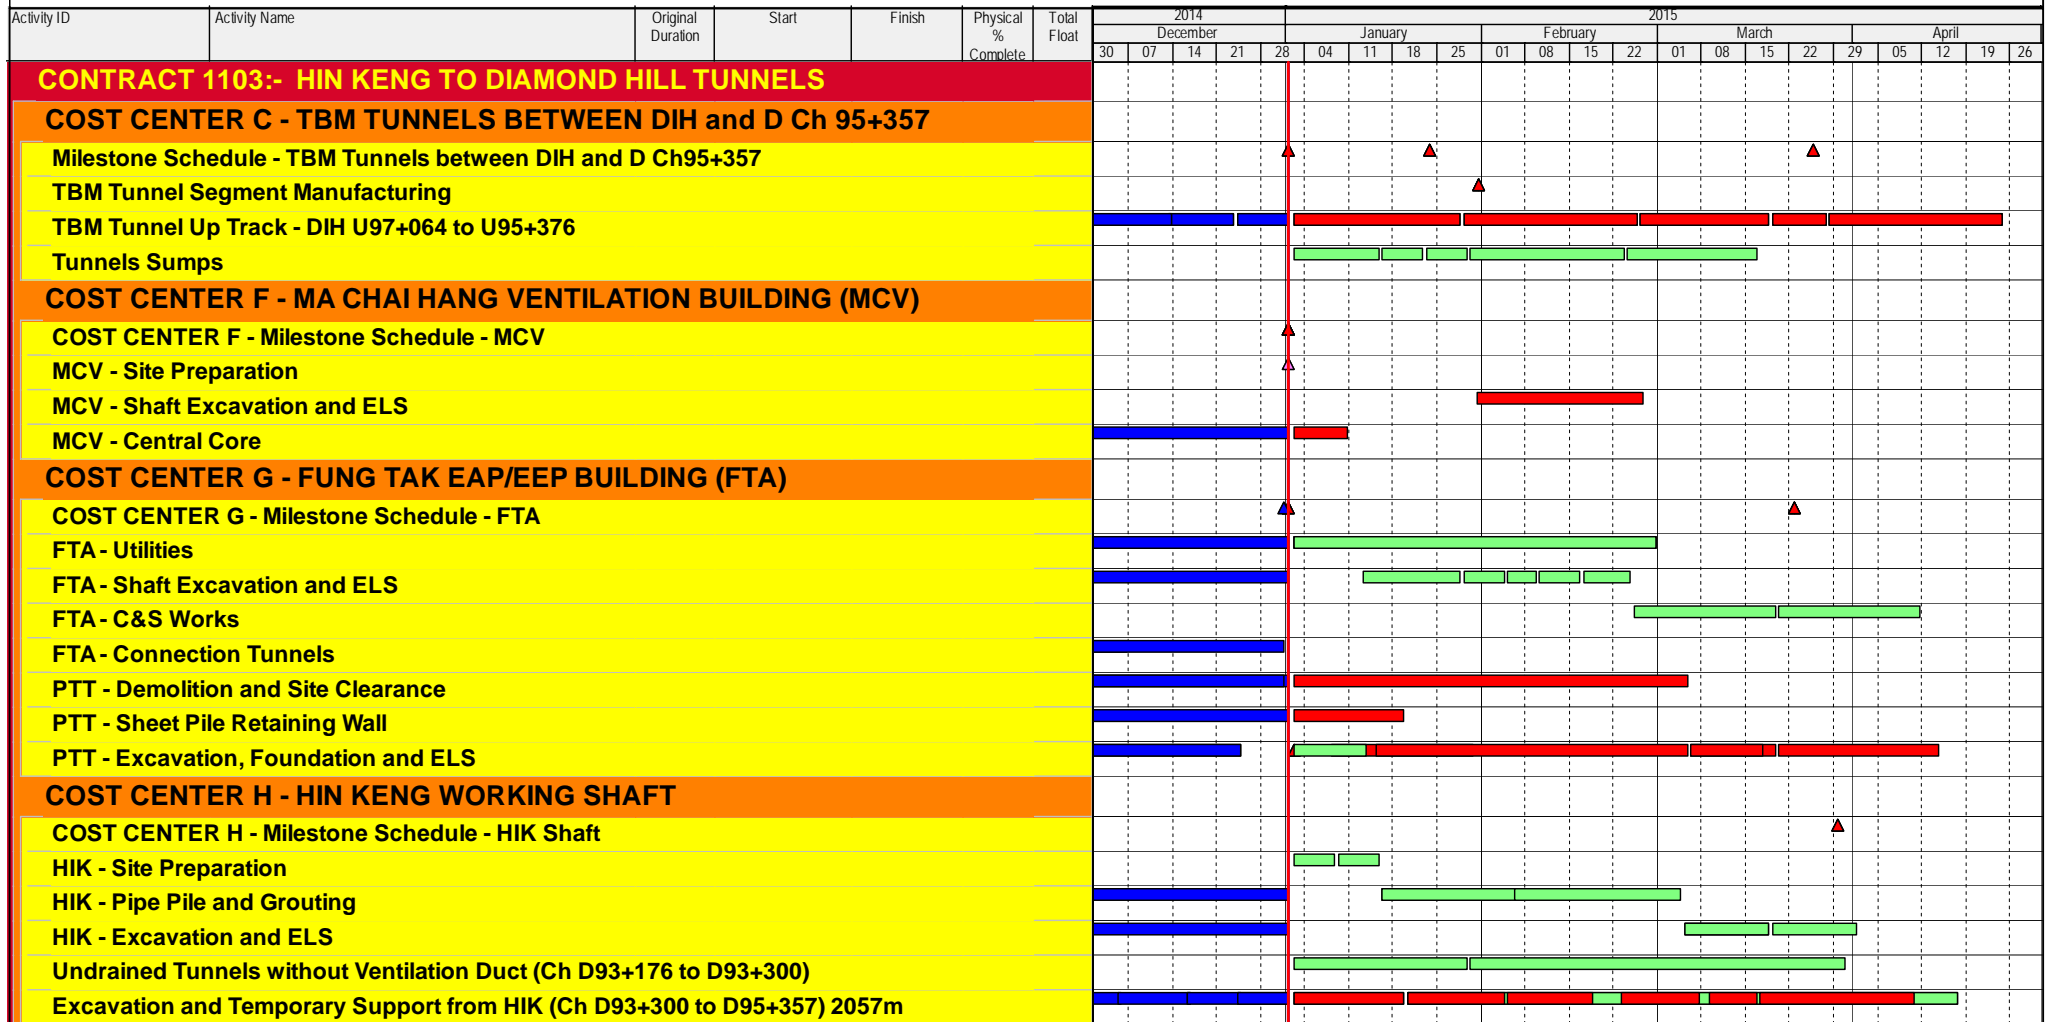 Activity ID Activity Name Original Start Finish Physical Total 2014 2015
Duration % Float December January February March April
Complete 30 07 14 21 28 04 11 18 25 01 08 15 22 01 08 15 22 29 05 12 19 26
CONTRACT 1103:- HIN KENG TO DIAMOND HILL TUNNELS
COST CENTER C - TBM TUNNELS BETWEEN DIH and D Ch 95+357
Milestone Schedule - TBM Tunnels between DIH and D Ch95+357
TBM Tunnel Segment Manufacturing
TBM Tunnel Up Track - DIH U97+064 to U95+376
Tunnels Sumps
COST CENTER F - MA CHAI HANG VENTILATION BUILDING (MCV)
COST CENTER F - Milestone Schedule - MCV
MCV - Site Preparation
MCV - Shaft Excavation and ELS
MCV - Central Core
COST CENTER G - FUNG TAK EAP/EEP BUILDING (FTA)
COST CENTER G - Milestone Schedule - FTA
FTA - Utilities
FTA - Shaft Excavation and ELS
FTA - C&S Works
FTA - Connection Tunnels
PTT - Demolition and Site Clearance
PTT - Sheet Pile Retaining Wall
PTT - Excavation, Foundation and ELS
COST CENTER H - HIN KENG WORKING SHAFT
COST CENTER H - Milestone Schedule - HIK Shaft
HIK - Site Preparation
HIK - Pipe Pile and Grouting
HIK - Excavation and ELS
Undrained Tunnels without Ventilation Duct (Ch D93+176 to D93+300)
Excavation and Temporary Support from HIK (Ch D93+300 to D95+357) 2057m